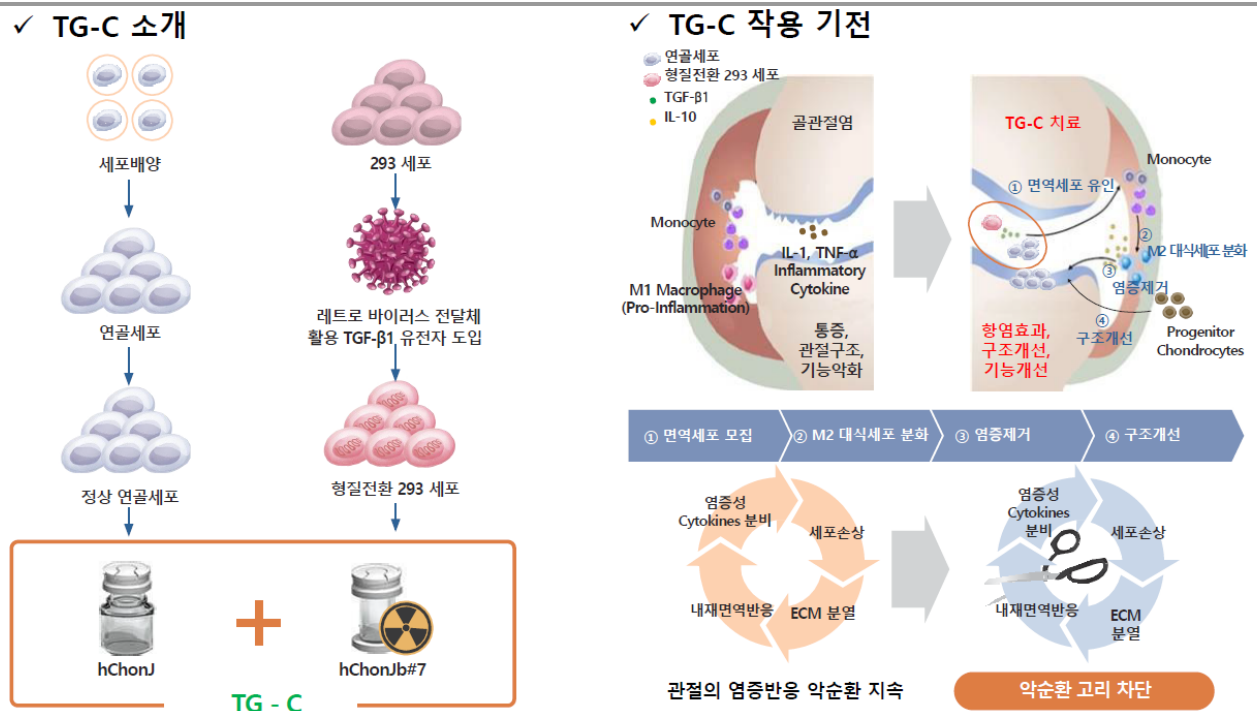 ✓ TG-C 소개
세포배양
293 세포
연골세포
레트로 바이러스 전달체
활용 TGF-β1 유전자 도입
정상 연골세포
형질전환 293 세포
hChonJ
+
hChonJb#7
TG - C
✓ TG-C 작용 기전
연골세포
형질전환 293 세포
TGF-β1
IL-10
골관절염
Monocyte
IL-1, TNF-α
Inflammatory
Cytokine
M1 Macrophage
(Pro-Inflammation)
통증,
관절구조,
기능악화
TG-C 치료
Monocyte
① 면역세포 유인
②
M2 대식세포 분화
③
염증제거
④
구조개선
Progenitor
Chondrocytes
항염효과,
구조개선,
기능개선
① 면역세포 모집
② M2 대식세포 분화
③ 염증제거
④ 구조개선
염증성
Cytokines 분비
세포손상
내재면역반응
ECM 분열
관절의 염증반응 악순환 지속
염증성
Cytokines
분비
세포손상
내재면역반응
ECM
분열
악순환 고리 차단